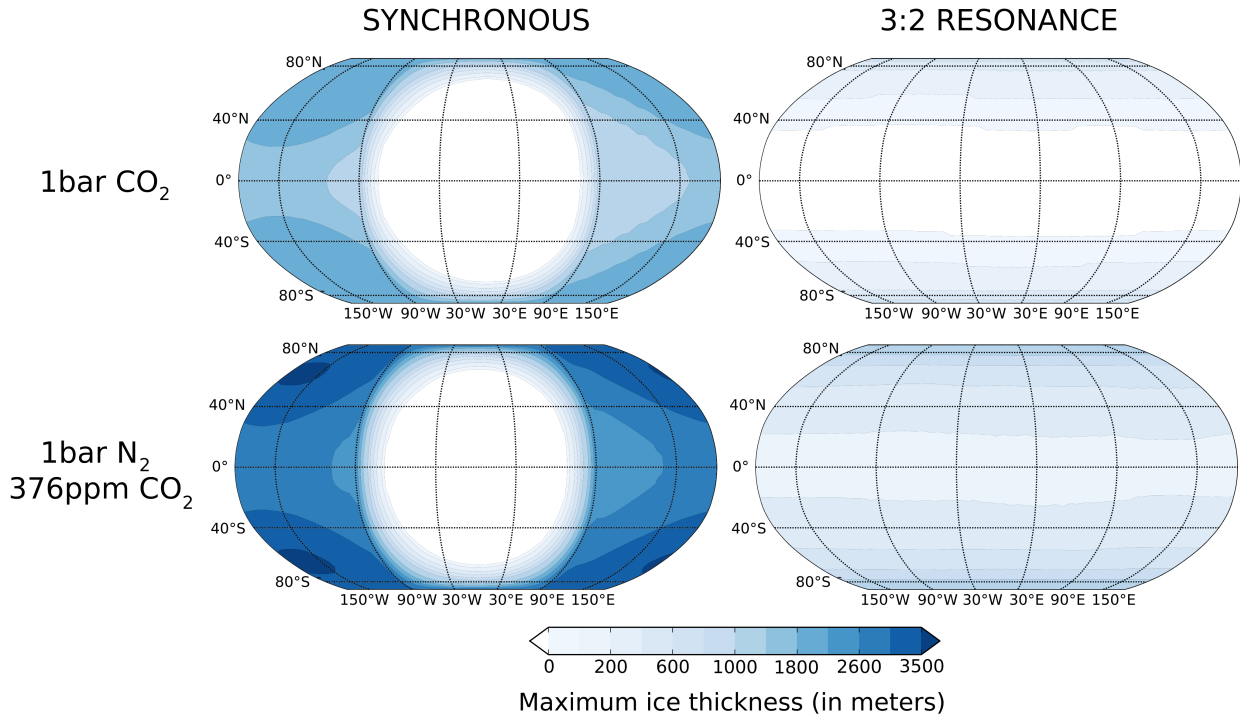 SYNCHRONOUS
3:2 RESONANCE
80°N
40°N
0°
40°S
80°S
150°W 90°W 30°W 30°E 90°E 150°E
80°N
40°N
0°
40°S
80°S
150°W 90°W 30°W 30°E 90°E 150°E
1bar CO₂
80°N
40°N
0°
40°S
80°S
150°W 90°W 30°W 30°E 90°E 150°E
80°N
40°N
0°
40°S
80°S
150°W 90°W 30°W 30°E 90°E 150°E
1bar N₂
376ppm CO₂
0 200 600 1000 1800 2600 3500
Maximum ice thickness (in meters)